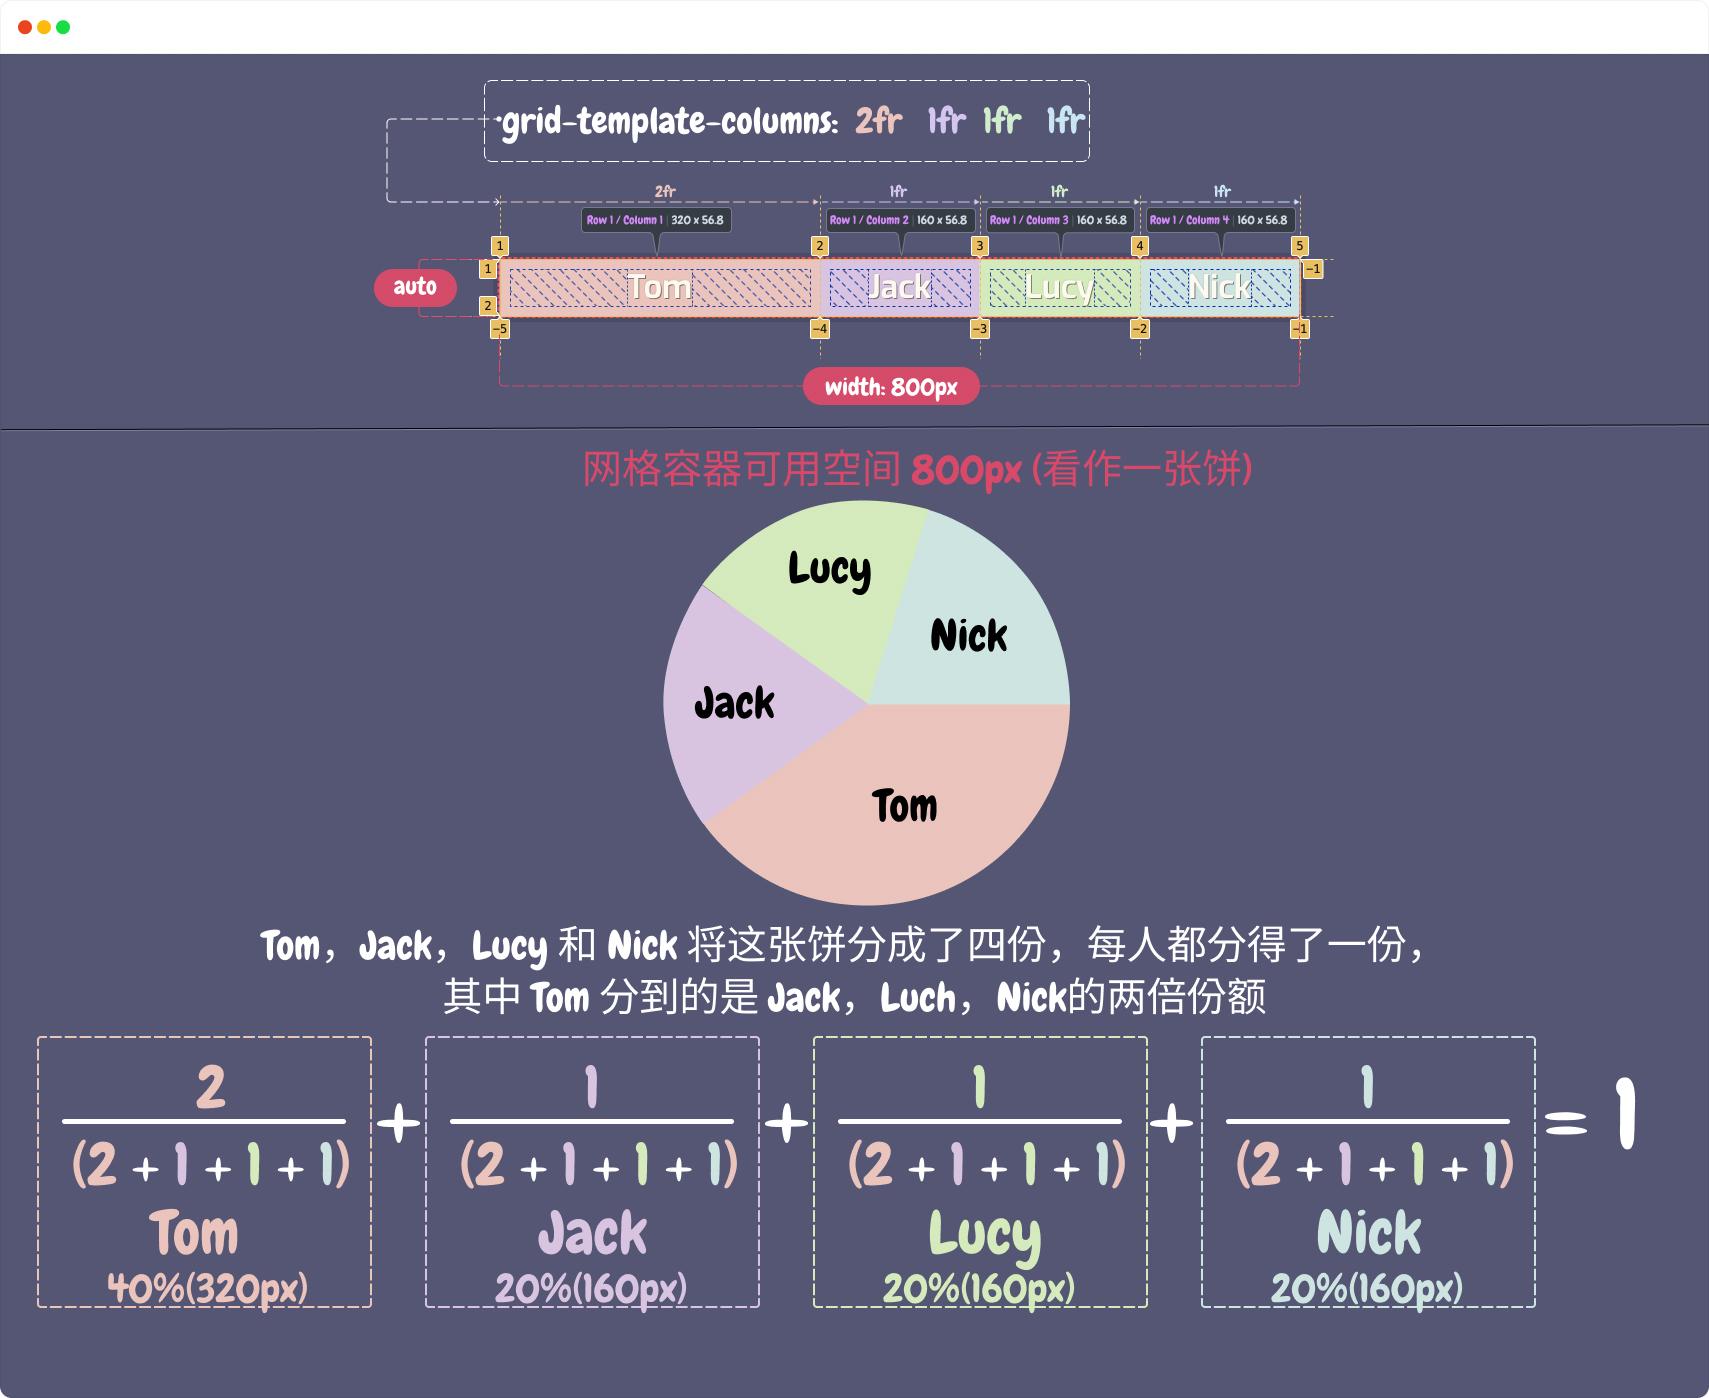 grid-template-columns: 2fr 1fr 1fr 1fr
2fr 1fr 1fr 1fr
Row 1 / Column 1 | 320 x 56.8 Row 1 / Column 2 | 160 x 56.8 Row 1 / Column 3 | 160 x 56.8 Row 1 / Column 4 | 160 x 56.8
1 2 3 4 5
1 -1
auto Tom Jack Lucy Nick
2
-5 -4 -3 -2 -1
width: 800px
网格容器可用空间 800px (看作一张饼)
Lucy
Nick
Jack
Tom
Tom，Jack，Lucy 和 Nick 将这张饼分成了四份，每人都分得了一份，
其中 Tom 分到的是 Jack，Luch，Nick的两倍份额
2 1 1 1
+ + + = 1
(2 + 1 + 1 + 1) (2 + 1 + 1 + 1) (2 + 1 + 1 + 1) (2 + 1 + 1 + 1)
Tom Jack Lucy Nick
40%(320px) 20%(160px) 20%(160px) 20%(160px)